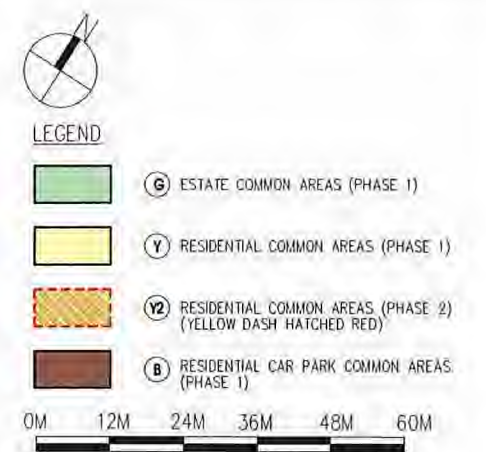 N
LEGEND
G ESTATE COMMON AREAS (PHASE 1)
Y RESIDENTIAL COMMON AREAS (PHASE 1)
Y2 RESIDENTIAL COMMON AREAS (PHASE 2)
(YELLOW DASH HATCHED RED)
B RESIDENTIAL CAR PARK COMMON AREAS
(PHASE 1)
0M 12M 24M 36M 48M 60M